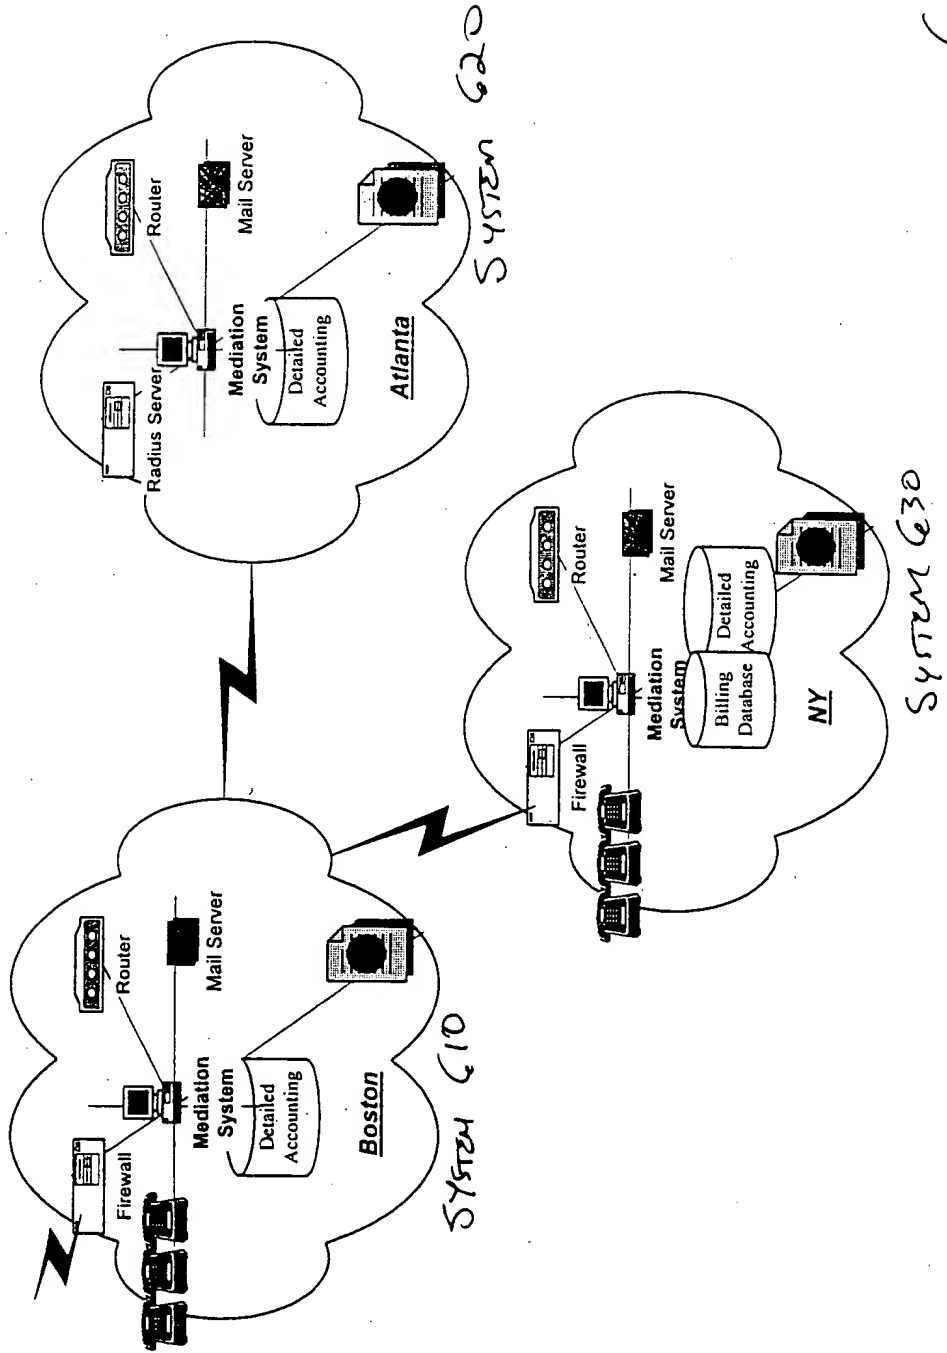 Firewall
Router
Mediation
System
Mail Server
Detailed
Accounting
Boston
SYSTEM 610
Radius Server
Router
Mediation
System
Mail Server
Detailed
Accounting
Atlanta
SYSTEM 620
Firewall
Router
Mediation
System
Mail Server
Billing
Database
Detailed
Accounting
NY
SYSTEM 630